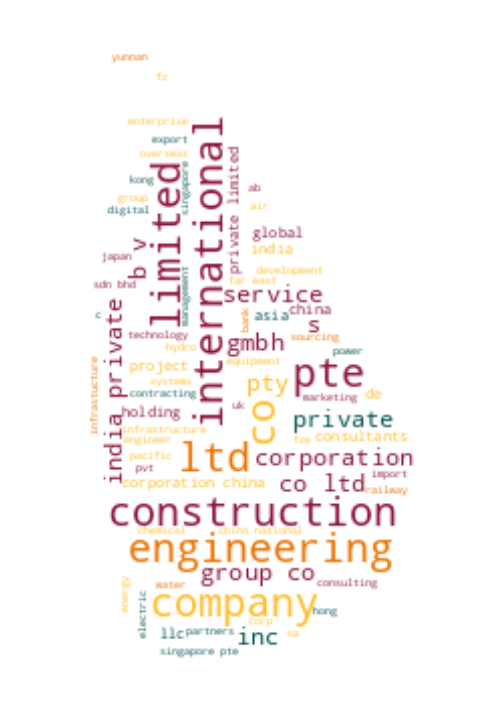 yunnan
fz
enterprise
export
overseas
kong
group
digital
singapore
limited
international
private limited
ab
air
global
india
b v
japan
sdn bhd
c
management
development
far east
service
bank
asia
china
s
sourcing
technology
hydro
gmbh
power
india private
infrastucture
project
systems
contracting
equipment
pte
pty
marketing
de
holding
uk
co
private
infrastructure
engineer
fze
consultants
pacific
pvt
ltd
corporation
import
corporation china
co ltd
railway
construction
chemical
china national
engineering
group co
energy
water
consulting
company
electric
hong
corp
llc
partners
inc
sa
singapore pte